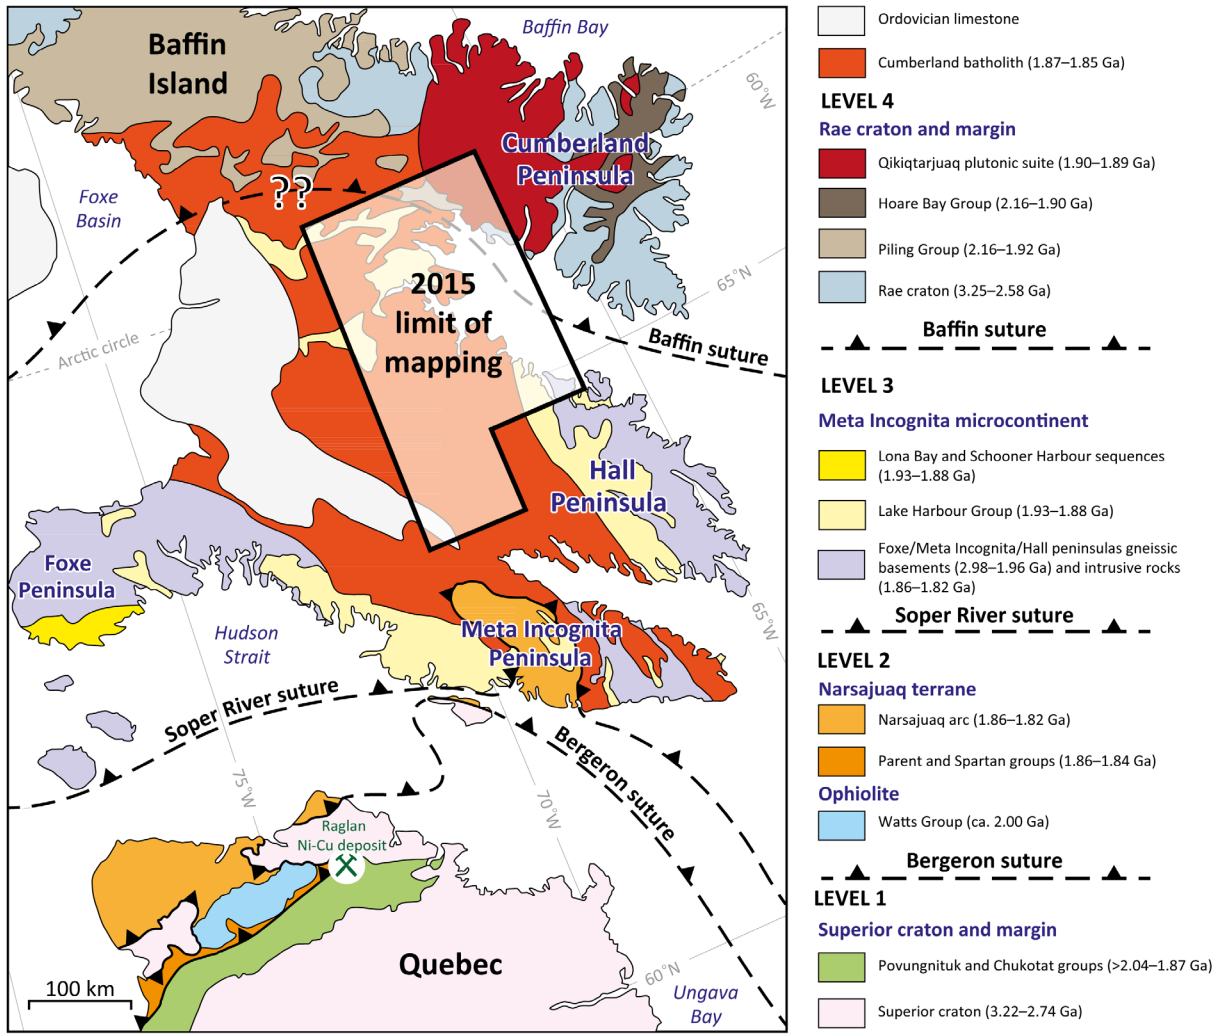 Baffin
Island
Baffin Bay
60°W
Cumberland
Peninsula
Foxe
Basin
??
65°N
2015
limit of
mapping
Arctic circle
Baffin suture
Hall
Peninsula
Foxe
Peninsula
65°W
Hudson
Strait
Meta Incognita
Peninsula
Soper River suture
Bergeron suture
75°W
70°W
Raglan
Ni-Cu deposit
Quebec
60°N
100 km
Ungava
Bay
Ordovician limestone
Cumberland batholith (1.87–1.85 Ga)
LEVEL 4
Rae craton and margin
Qikiqtarjuaq plutonic suite (1.90–1.89 Ga)
Hoare Bay Group (2.16–1.90 Ga)
Piling Group (2.16–1.92 Ga)
Rae craton (3.25–2.58 Ga)
Baffin suture
LEVEL 3
Meta Incognita microcontinent
Lona Bay and Schooner Harbour sequences
(1.93–1.88 Ga)
Lake Harbour Group (1.93–1.88 Ga)
Foxe/Meta Incognita/Hall peninsulas gneissic
basements (2.98–1.96 Ga) and intrusive rocks
(1.86–1.82 Ga)
Soper River suture
LEVEL 2
Narsajuaq terrane
Narsajuaq arc (1.86–1.82 Ga)
Parent and Spartan groups (1.86–1.84 Ga)
Ophiolite
Watts Group (ca. 2.00 Ga)
Bergeron suture
LEVEL 1
Superior craton and margin
Povungnituk and Chukotat groups (>2.04–1.87 Ga)
Superior craton (3.22–2.74 Ga)